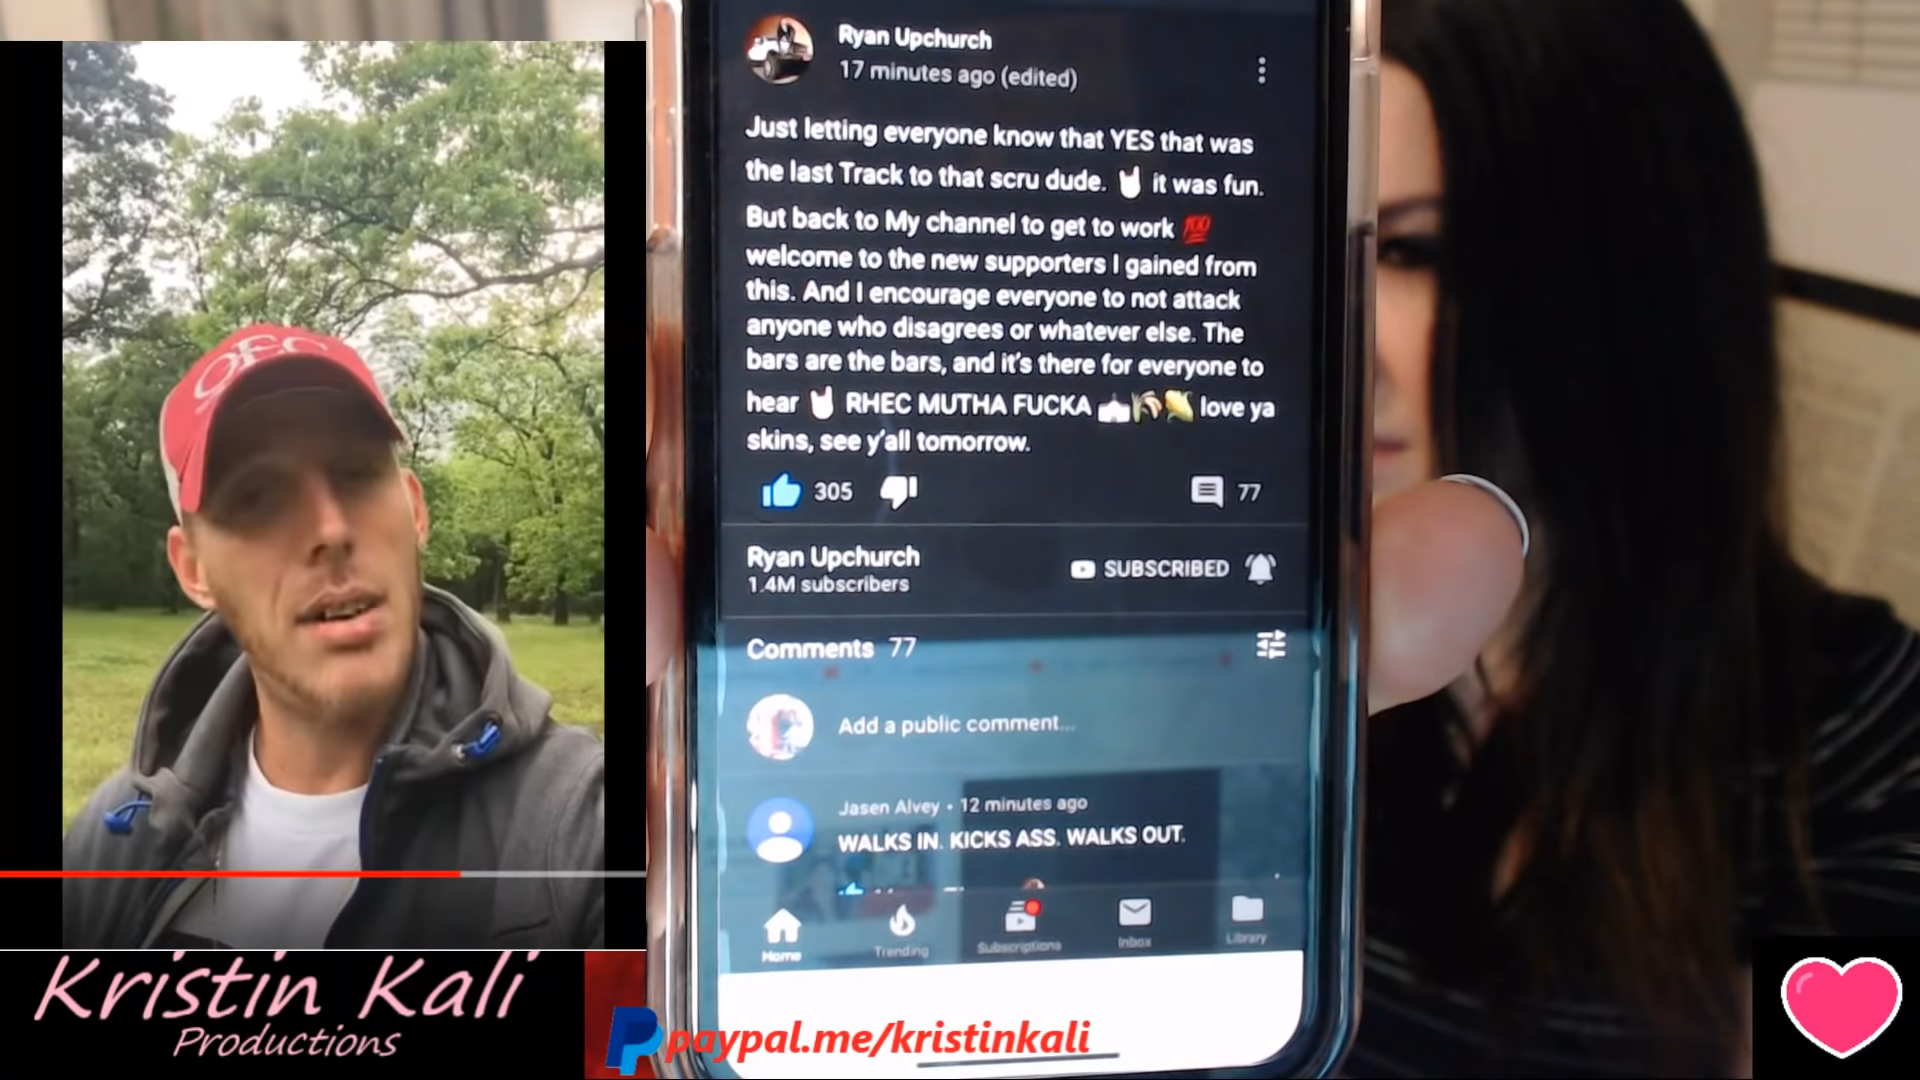 OEC
Kristin Kali
Productions
Ryan Upchurch
17 minutes ago (edited)
Just letting everyone know that YES that was
the last Track to that scru dude. 🤘 it was fun.
But back to My channel to get to work 💯
welcome to the new supporters I gained from
this. And I encourage everyone to not attack
anyone who disagrees or whatever else. The
bars are the bars, and it's there for everyone to
hear 🤘 RHEC MUTHA FUCKA ⛪🌾🌽 love ya
skins, see y'all tomorrow.
305
77
Ryan Upchurch
1.4M subscribers
SUBSCRIBED
Comments 77
Add a public comment...
Jasen Alvey • 12 minutes ago
WALKS IN. KICKS ASS. WALKS OUT.
Home
Trending
Subscriptions
Inbox
Library
paypal.me/kristinkali